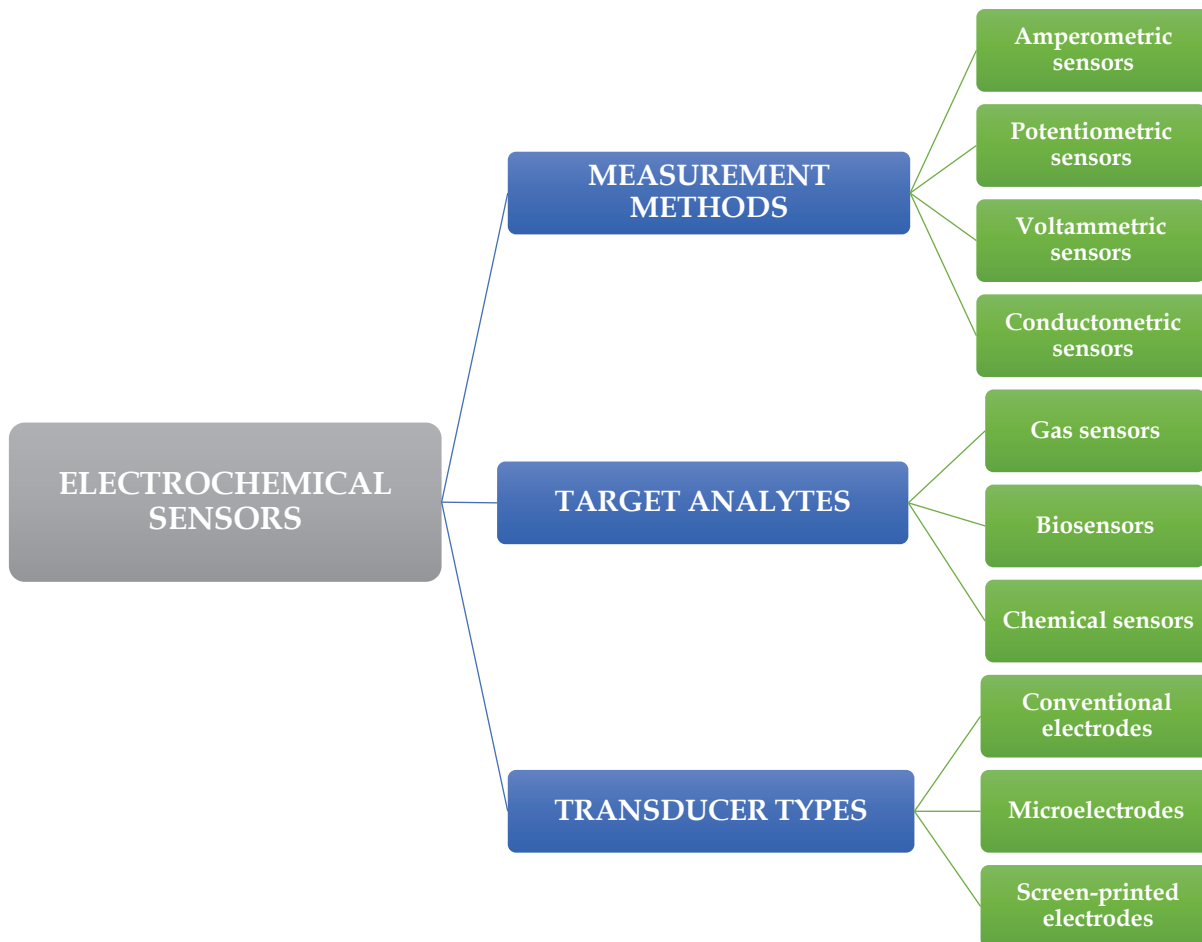 ELECTROCHEMICAL
SENSORS
MEASUREMENT
METHODS
Amperometric
sensors
Potentiometric
sensors
Voltammetric
sensors
Conductometric
sensors
TARGET ANALYTES
Gas sensors
Biosensors
Chemical sensors
TRANSDUCER TYPES
Conventional
electrodes
Microelectrodes
Screen-printed
electrodes